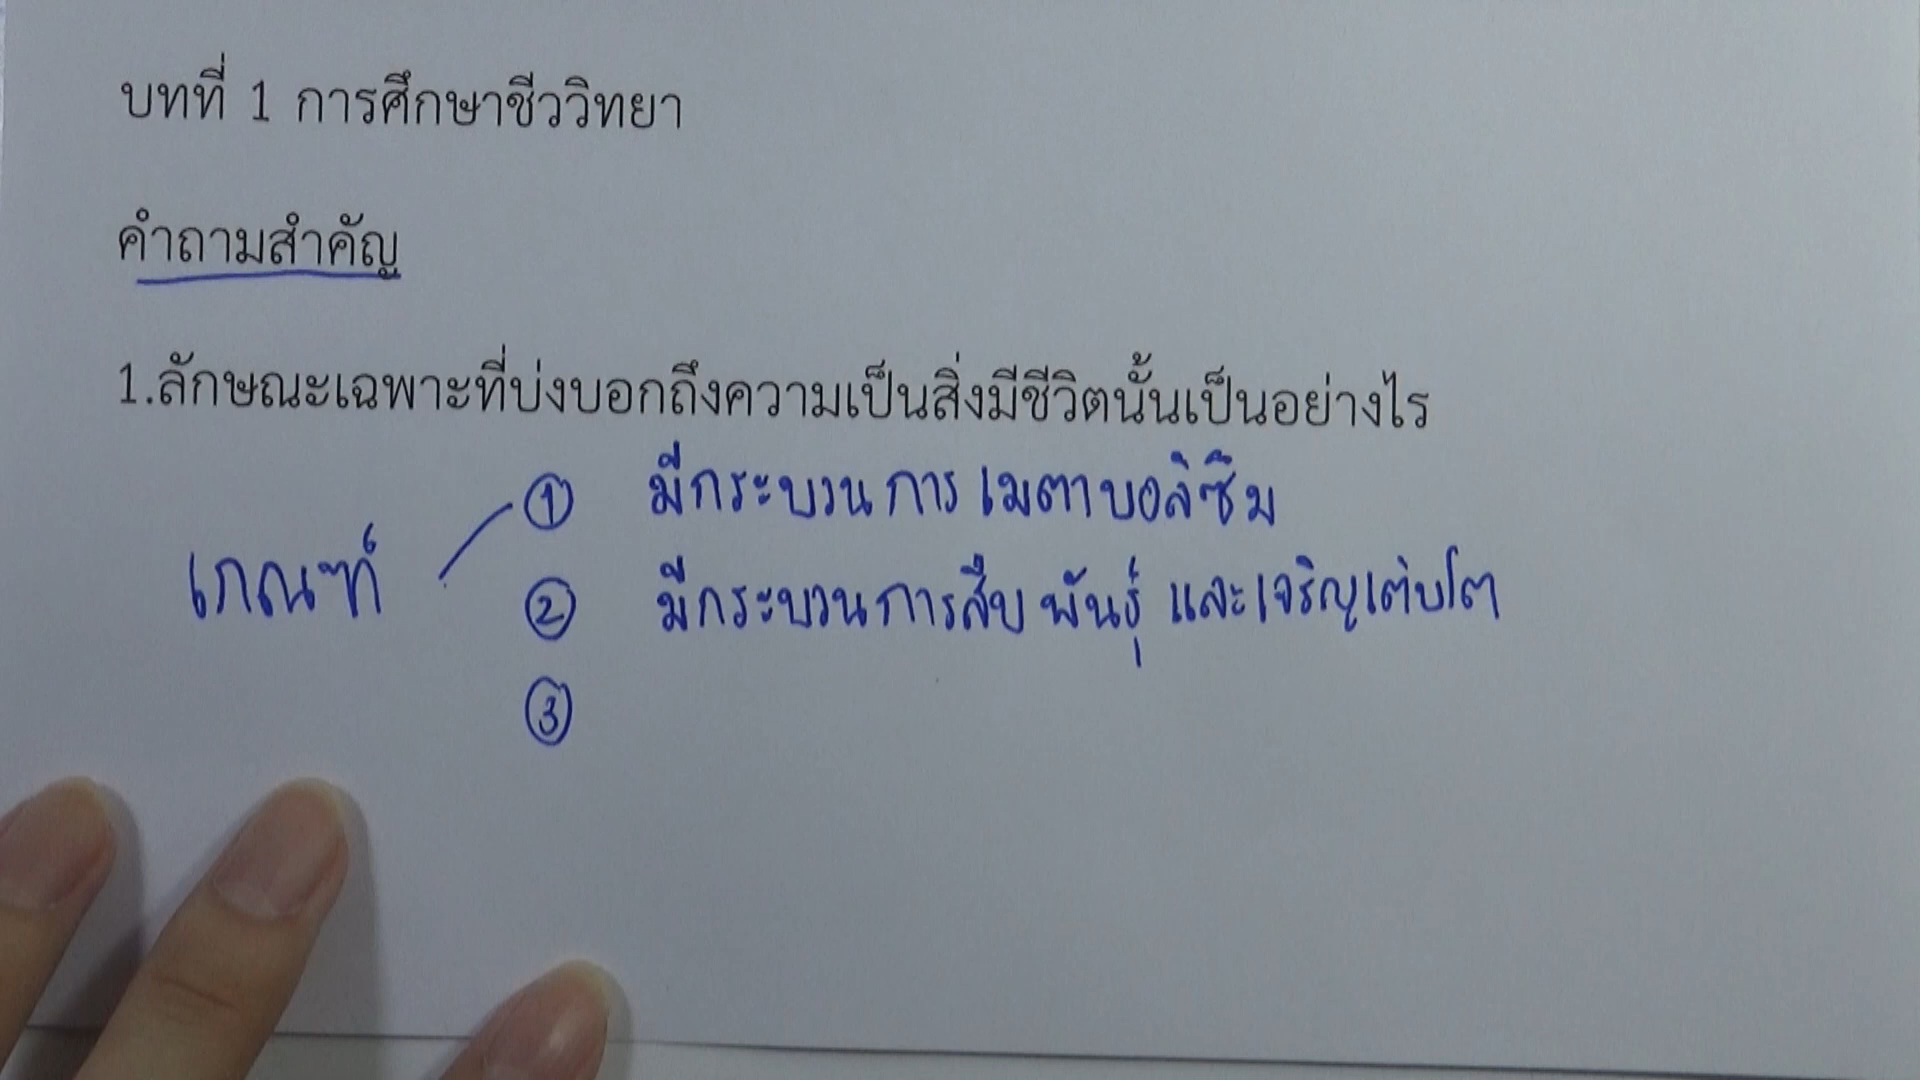 บทที่ 1 การศึกษาชีววิทยา
คำถามสำคัญ
1.ลักษณะเฉพาะที่บ่งบอกถึงความเป็นสิ่งมีชีวิตนั้นเป็นอย่างไร
เกณฑ์
① มีกระบวนการเมตาบอลิซึม
② มีกระบวนการสืบพันธุ์ และเจริญเติบโต
③